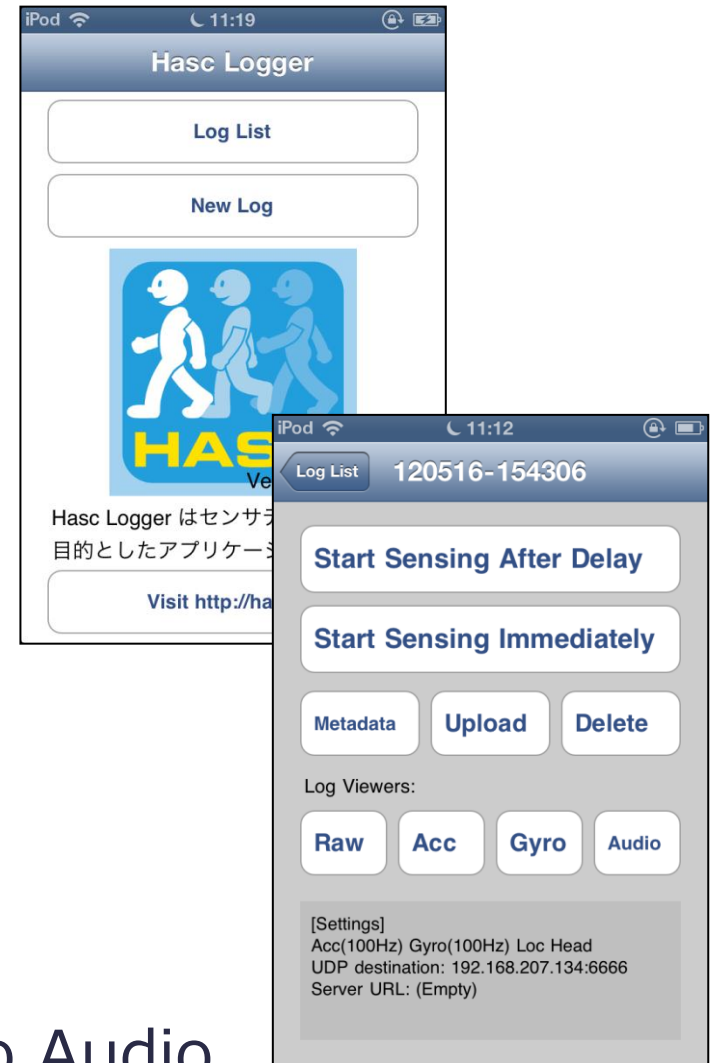 iPod 11:19
Hasc Logger
Log List
New Log
HAS
Ve
Hasc Logger はセンサデ
目的としたアプリケーシ
Visit http://ha
iPod 11:12
Log List 120516-154306
Start Sensing After Delay
Start Sensing Immediately
Metadata Upload Delete
Log Viewers:
Raw Acc Gyro Audio
[Settings]
Acc(100Hz) Gyro(100Hz) Loc Head
UDP destination: 192.168.207.134:6666
Server URL: (Empty)
Audio